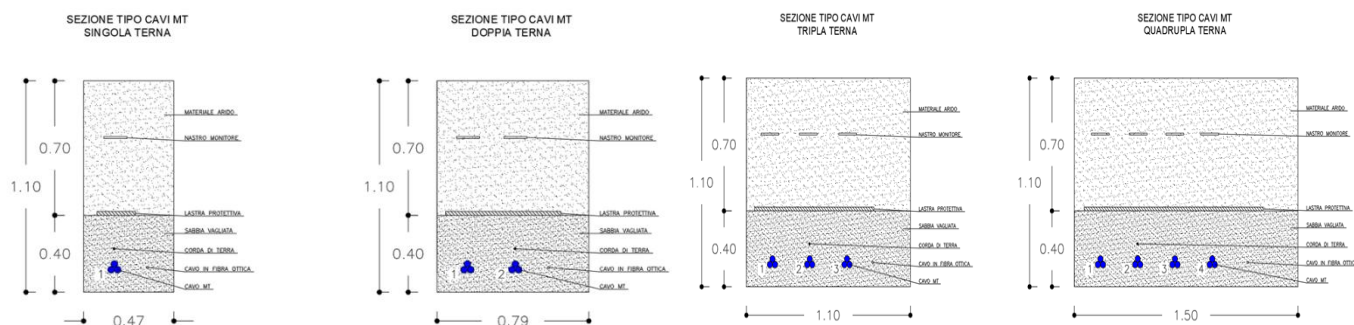 SEZIONE TIPO CAVI MT
SINGOLA TERNA
1.10
0.70
0.40
MATERIALE ARIDO
NASTRO MONITORE
LASTRA PROTETTIVA
SABBIA VAGLIATA
CORDA DI TERRA
CAVO IN FIBRA OTTICA
CAVO MT
1
0.47
SEZIONE TIPO CAVI MT
DOPPIA TERNA
1.10
0.70
0.40
MATERIALE ARIDO
NASTRO MONITORE
LASTRA PROTETTIVA
SABBIA VAGLIATA
CORDA DI TERRA
CAVO IN FIBRA OTTICA
CAVO MT
1 2
0.79
SEZIONE TIPO CAVI MT
TRIPLA TERNA
1.10
0.70
0.40
MATERIALE ARIDO
NASTRO MONITORE
LASTRA PROTETTIVA
SABBIA VAGLIATA
CORDA DI TERRA
CAVO IN FIBRA OTTICA
CAVO MT
1 2 3
1.10
SEZIONE TIPO CAVI MT
QUADRUPLA TERNA
1.10
0.70
0.40
MATERIALE ARIDO
NASTRO MONITORE
LASTRA PROTETTIVA
SABBIA VAGLIATA
CORDA DI TERRA
CAVO IN FIBRA OTTIC
CAVO MT
1 2 3 4
1.50